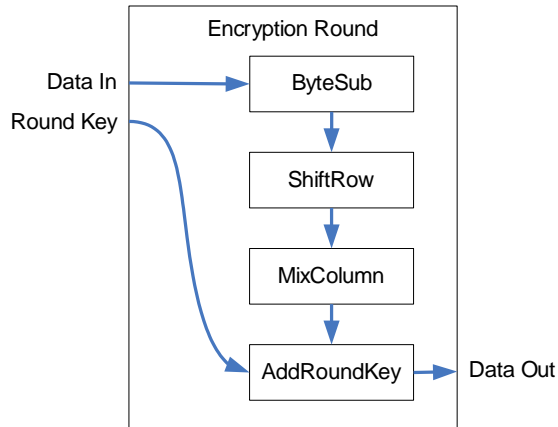 Encryption Round
Data In
ByteSub
Round Key
ShiftRow
MixColumn
AddRoundKey
Data Out